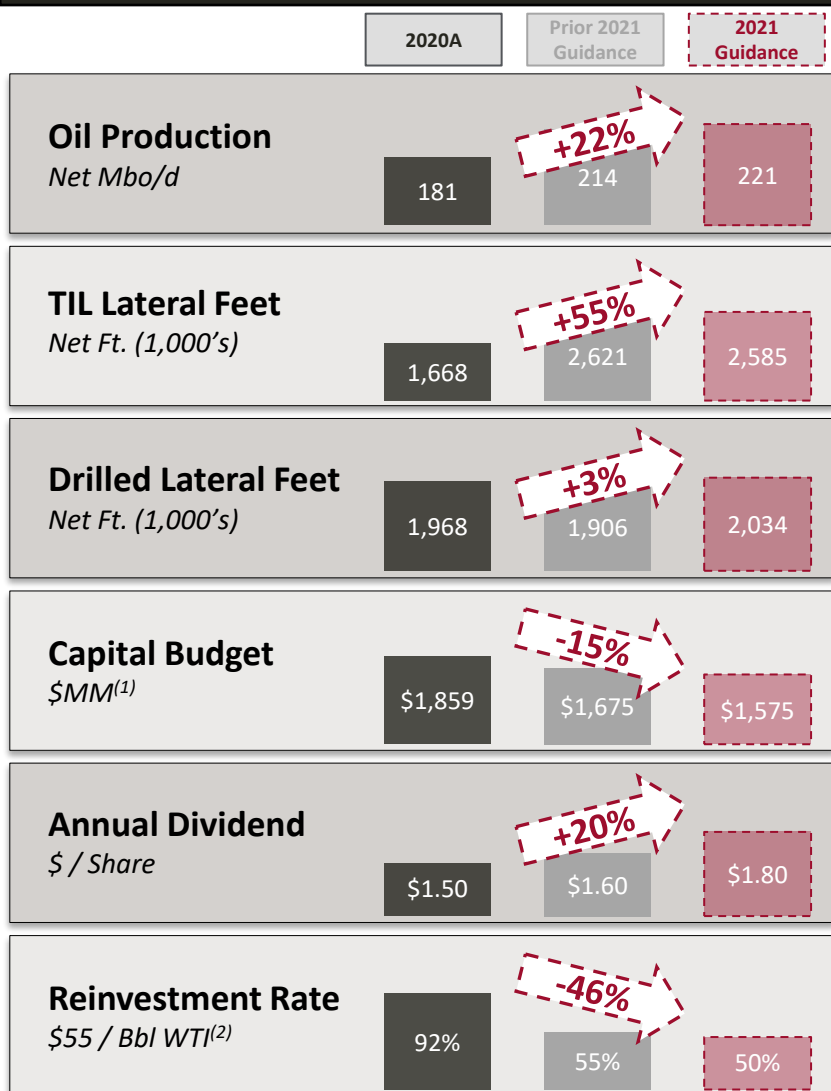 2020A
Prior 2021
Guidance
2021
Guidance
Oil Production
Net Mbo/d
181
+22%
214
221
TIL Lateral Feet
Net Ft. (1,000’s)
1,668
+55%
2,621
2,585
Drilled Lateral Feet
Net Ft. (1,000’s)
1,968
+3%
1,906
2,034
Capital Budget
$MM(1)
$1,859
-15%
$1,675
$1,575
Annual Dividend
$ / Share
$1.50
+20%
$1.60
$1.80
Reinvestment Rate
$55 / Bbl WTI(2)
92%
-46%
55%
50%